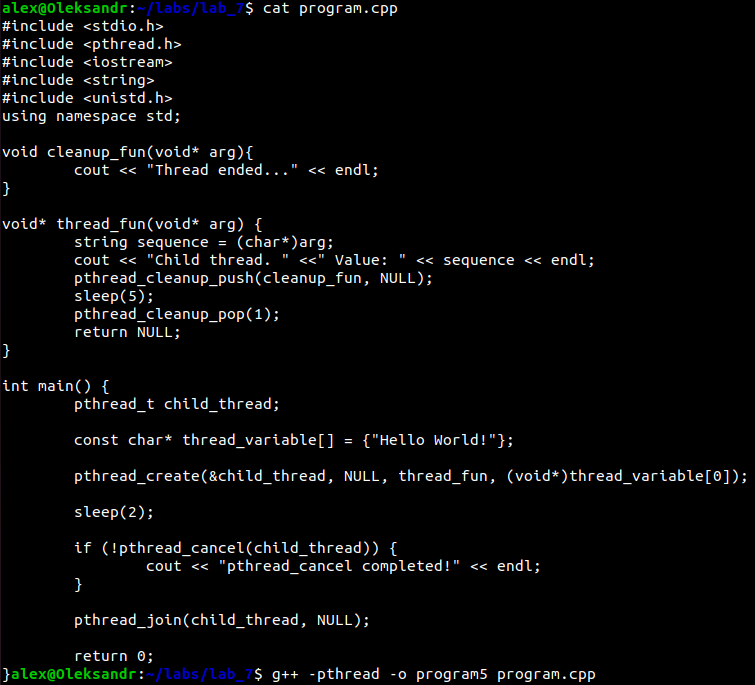 alex@Oleksandr:~/labs/lab_7$ cat program.cpp
#include <stdio.h>
#include <pthread.h>
#include <iostream>
#include <string>
#include <unistd.h>
using namespace std;

void cleanup_fun(void* arg){
        cout << "Thread ended..." << endl;
}

void* thread_fun(void* arg) {
        string sequence = (char*)arg;
        cout << "Child thread. " <<" Value: " << sequence << endl;
        pthread_cleanup_push(cleanup_fun, NULL);
        sleep(5);
        pthread_cleanup_pop(1);
        return NULL;
}

int main() {
        pthread_t child_thread;

        const char* thread_variable[] = {"Hello World!"};

        pthread_create(&child_thread, NULL, thread_fun, (void*)thread_variable[0]);

        sleep(2);

        if (!pthread_cancel(child_thread)) {
                cout << "pthread_cancel completed!" << endl;
        }

        pthread_join(child_thread, NULL);

        return 0;
}alex@Oleksandr:~/labs/lab_7$ g++ -pthread -o program5 program.cpp